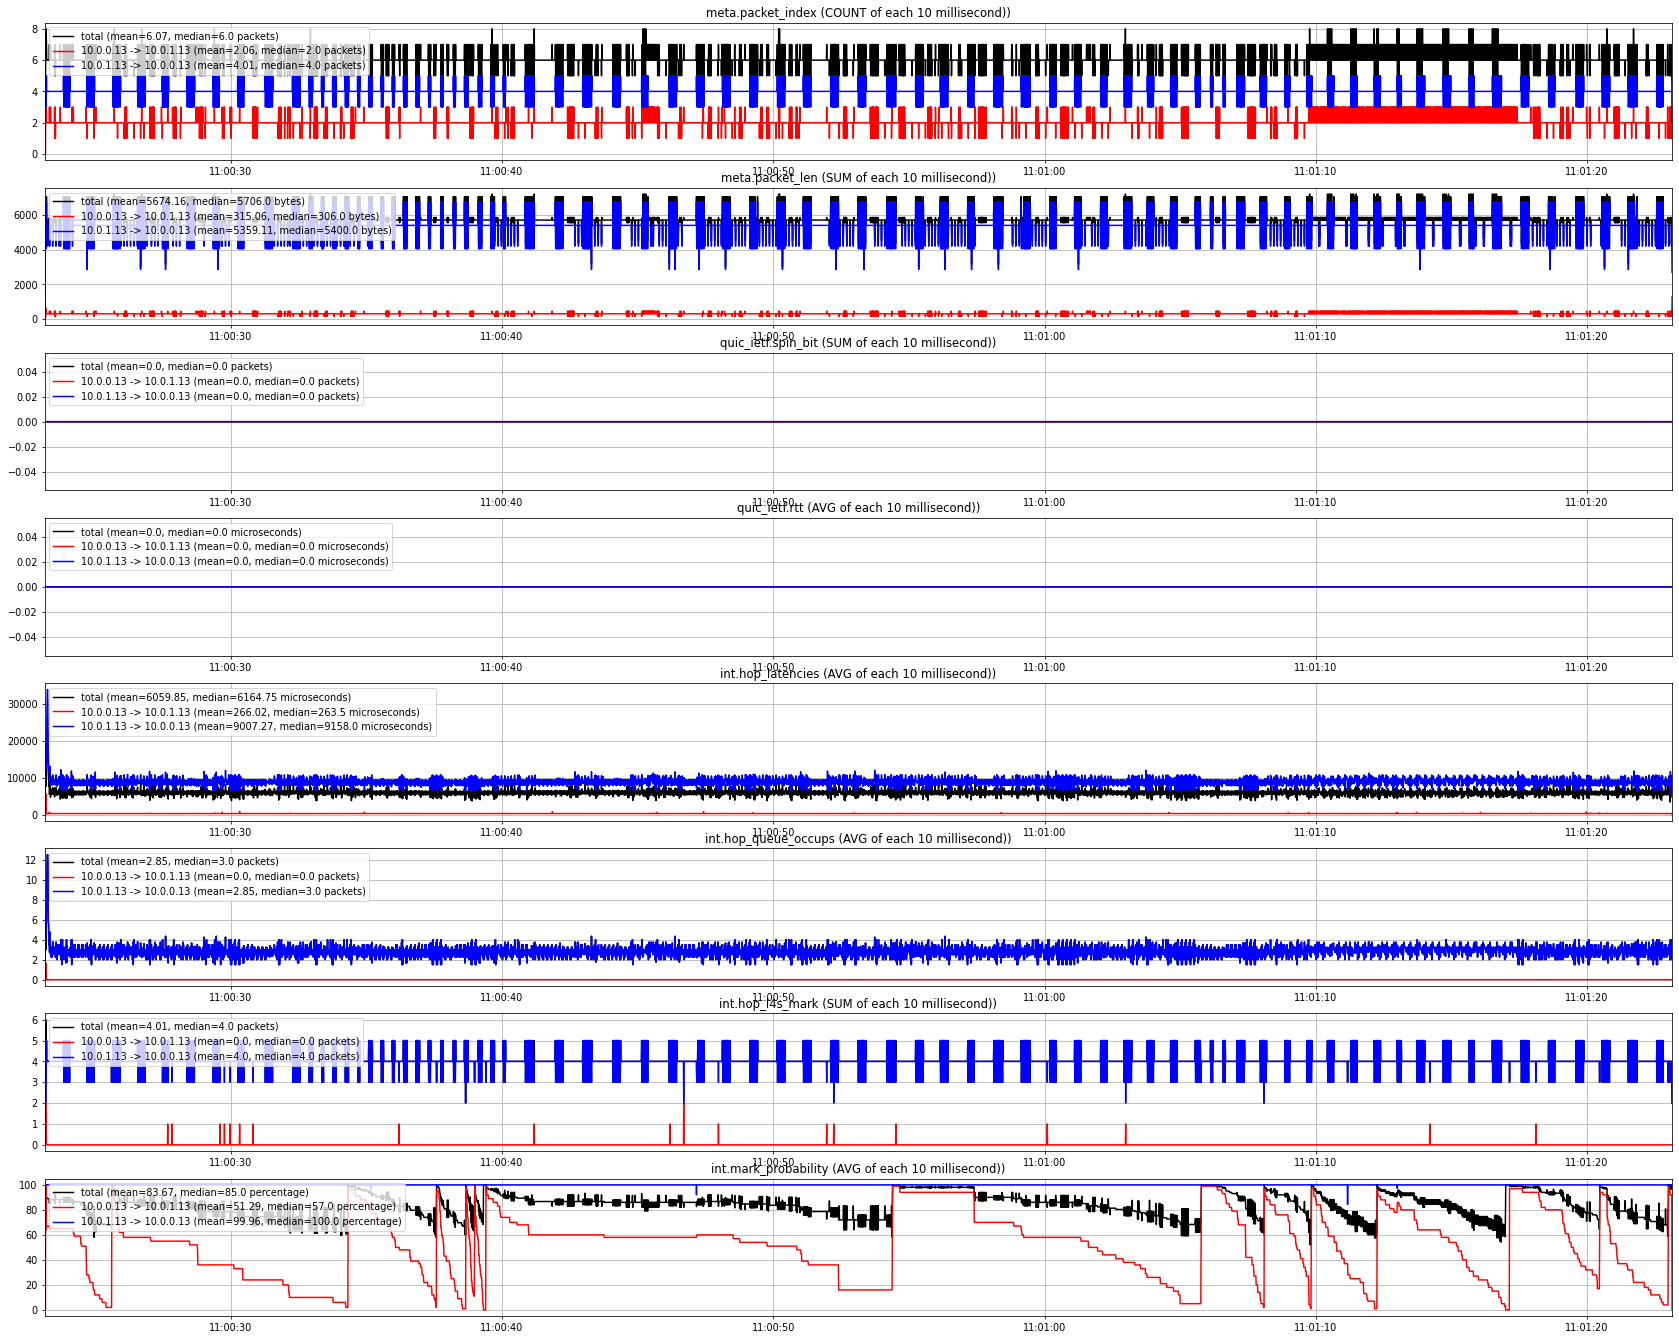 meta.packet_index (COUNT of each 10 millisecond))
total (mean=6.07, median=6.0 packets)
10.0.0.13 -> 10.0.1.13 (mean=2.06, median=2.0 packets)
10.0.1.13 -> 10.0.0.13 (mean=4.01, median=4.0 packets)
8
6
4
2
0
11:00:30 11:00:40 11:00:50 11:01:00 11:01:10 11:01:20
meta.packet_len (SUM of each 10 millisecond))
total (mean=5674.16, median=5706.0 bytes)
10.0.0.13 -> 10.0.1.13 (mean=315.06, median=306.0 bytes)
10.0.1.13 -> 10.0.0.13 (mean=5359.11, median=5400.0 bytes)
6000
4000
2000
0
11:00:30 11:00:40 11:00:50 11:01:00 11:01:10 11:01:20
quic_ietf.spin_bit (SUM of each 10 millisecond))
total (mean=0.0, median=0.0 packets)
10.0.0.13 -> 10.0.1.13 (mean=0.0, median=0.0 packets)
10.0.1.13 -> 10.0.0.13 (mean=0.0, median=0.0 packets)
0.04
0.02
0.00
−0.02
−0.04
11:00:30 11:00:40 11:00:50 11:01:00 11:01:10 11:01:20
quic_ietf.rtt (AVG of each 10 millisecond))
total (mean=0.0, median=0.0 microseconds)
10.0.0.13 -> 10.0.1.13 (mean=0.0, median=0.0 microseconds)
10.0.1.13 -> 10.0.0.13 (mean=0.0, median=0.0 microseconds)
0.04
0.02
0.00
−0.02
−0.04
11:00:30 11:00:40 11:00:50 11:01:00 11:01:10 11:01:20
int.hop_latencies (AVG of each 10 millisecond))
total (mean=6059.85, median=6164.75 microseconds)
10.0.0.13 -> 10.0.1.13 (mean=266.02, median=263.5 microseconds)
10.0.1.13 -> 10.0.0.13 (mean=9007.27, median=9158.0 microseconds)
30000
20000
10000
0
11:00:30 11:00:40 11:00:50 11:01:00 11:01:10 11:01:20
int.hop_queue_occups (AVG of each 10 millisecond))
total (mean=2.85, median=3.0 packets)
10.0.0.13 -> 10.0.1.13 (mean=0.0, median=0.0 packets)
10.0.1.13 -> 10.0.0.13 (mean=2.85, median=3.0 packets)
12
10
8
6
4
2
0
11:00:30 11:00:40 11:00:50 11:01:00 11:01:10 11:01:20
int.hop_l4s_mark (SUM of each 10 millisecond))
total (mean=4.01, median=4.0 packets)
10.0.0.13 -> 10.0.1.13 (mean=0.0, median=0.0 packets)
10.0.1.13 -> 10.0.0.13 (mean=4.0, median=4.0 packets)
6
5
4
3
2
1
0
11:00:30 11:00:40 11:00:50 11:01:00 11:01:10 11:01:20
int.mark_probability (AVG of each 10 millisecond))
total (mean=83.67, median=85.0 percentage)
10.0.0.13 -> 10.0.1.13 (mean=51.29, median=57.0 percentage)
10.0.1.13 -> 10.0.0.13 (mean=99.96, median=100.0 percentage)
100
80
60
40
20
0
11:00:30 11:00:40 11:00:50 11:01:00 11:01:10 11:01:20